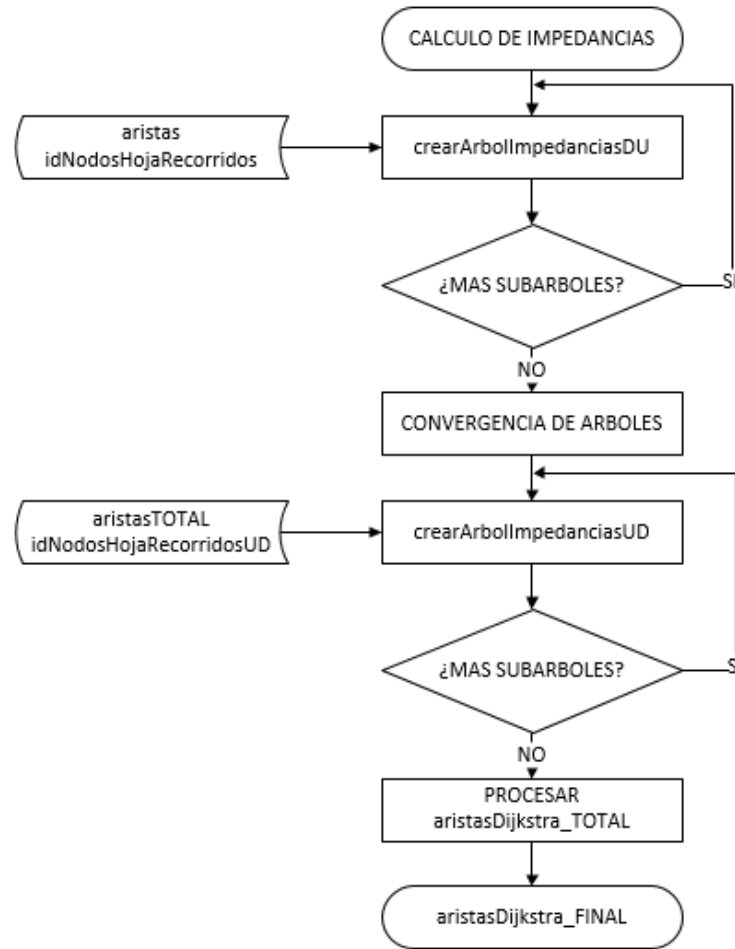 CALCULO DE IMPEDANCIAS
aristas
idNodosHojaRecorridos
crearArbolImpedanciasDU
¿MAS SUBARBOLES?
SI
NO
CONVERGENCIA DE ARBOLES
aristasTOTAL
idNodosHojaRecorridosUD
crearArbolImpedanciasUD
¿MAS SUBARBOLES?
S
NO
PROCESAR
aristasDijkstra_TOTAL
aristasDijkstra_FINAL